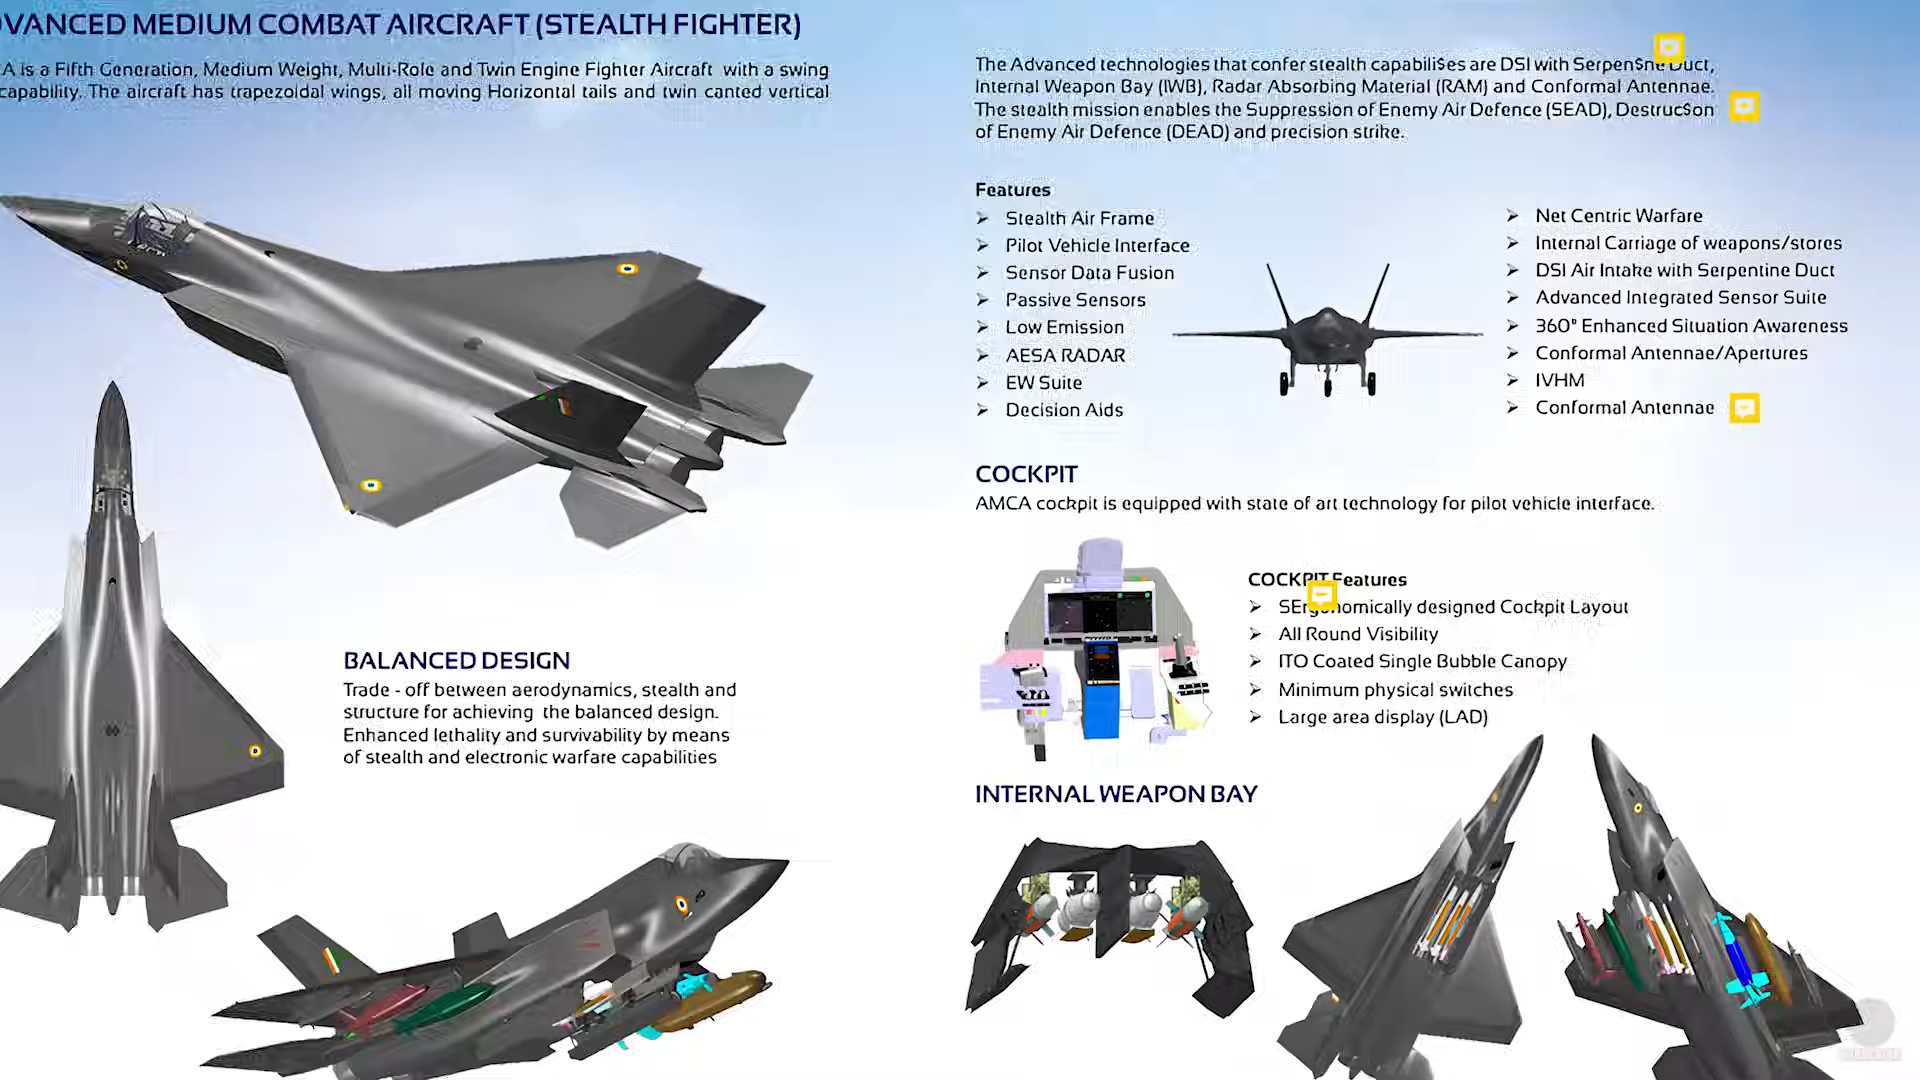 VANCED MEDIUM COMBAT AIRCRAFT (STEALTH FIGHTER)
A is a Fifth Generation, Medium Weight, Multi-Role and Twin Engine Fighter Aircraft with a swing
capability. The aircraft has trapezoidal wings, all moving Horizontal tails and twin canted vertical
BALANCED DESIGN
Trade - off between aerodynamics, stealth and
structure for achieving the balanced design.
Enhanced lethality and survivability by means
of stealth and electronic warfare capabilities
The Advanced technologies that confer stealth capabili$es are DSI with Serpen$ne Duct,
Internal Weapon Bay (IWB), Radar Absorbing Material (RAM) and Conformal Antennae.
The stealth mission enables the Suppression of Enemy Air Defence (SEAD), Destruc$on
of Enemy Air Defence (DEAD) and precision strike.
Features
Stealth Air Frame
Pilot Vehicle Interface
Sensor Data Fusion
Passive Sensors
Low Emission
AESA RADAR
EW Suite
Decision Aids
Net Centric Warfare
Internal Carriage of weapons/stores
DSI Air Intake with Serpentine Duct
Advanced Integrated Sensor Suite
360° Enhanced Situation Awareness
Conformal Antennae/Apertures
IVHM
Conformal Antennae
COCKPIT
AMCA cockpit is equipped with state of art technology for pilot vehicle interface.
COCKPIT Features
SErgonomically designed Cockpit Layout
All Round Visibility
ITO Coated Single Bubble Canopy
Minimum physical switches
Large area display (LAD)
INTERNAL WEAPON BAY